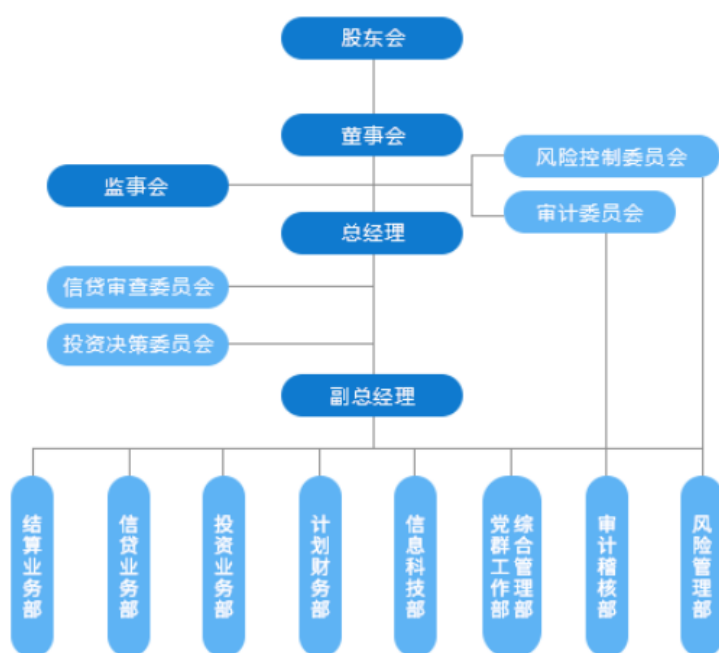 股东会
董事会
风险控制委员会
监事会
审计委员会
总经理
信贷审查委员会
投资决策委员会
副总经理
结算业务部
信贷业务部
投资业务部
计划财务部
信息科技部
综合管理部
党群工作部
审计稽核部
风险管理部